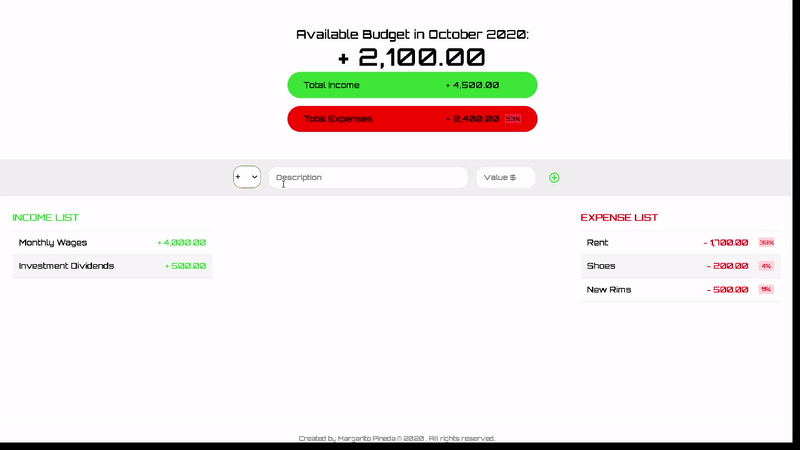 Available Budget in October 2020:
+ 2,100.00
Total Income + 4,500.00
Total Expenses + 2,400.00 53%
+ Description Value $
INCOME LIST
Monthly Wages + 4,000.00
Investment Dividends + 500.00
EXPENSE LIST
Rent - 1,700.00 38%
Shoes - 200.00 4%
New Rims - 500.00 11%
Created by Margarito Pineda © 2020 . All rights reserved.